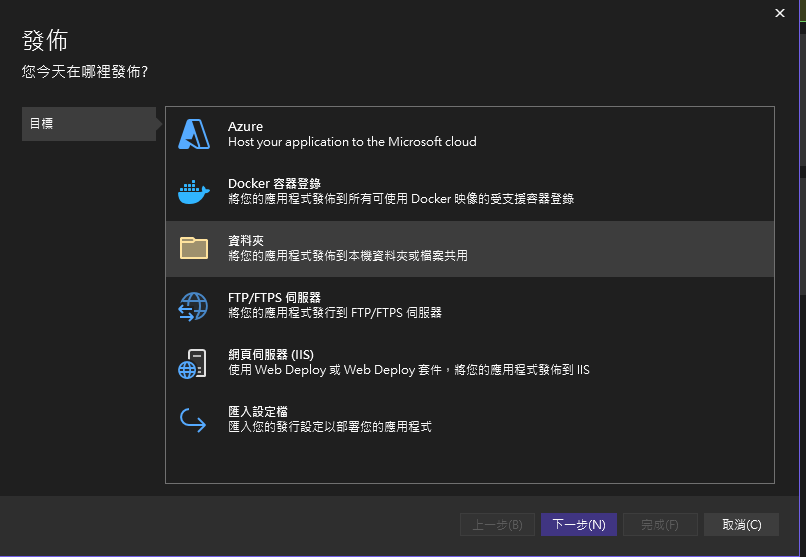 發佈
您今天在哪裡發佈?
目標
Azure
Host your application to the Microsoft cloud
Docker 容器登錄
將您的應用程式發佈到所有可使用 Docker 映像的受支援容器登錄
資料夾
將您的應用程式發佈到本機資料夾或檔案共用
FTP/FTPS 伺服器
將您的應用程式發行到 FTP/FTPS 伺服器
網頁伺服器 (IIS)
使用 Web Deploy 或 Web Deploy 套件，將您的應用程式發佈到 IIS
匯入設定檔
匯入您的發行設定以部署您的應用程式
上一步(B)
下一步(N)
完成(F)
取消(C)